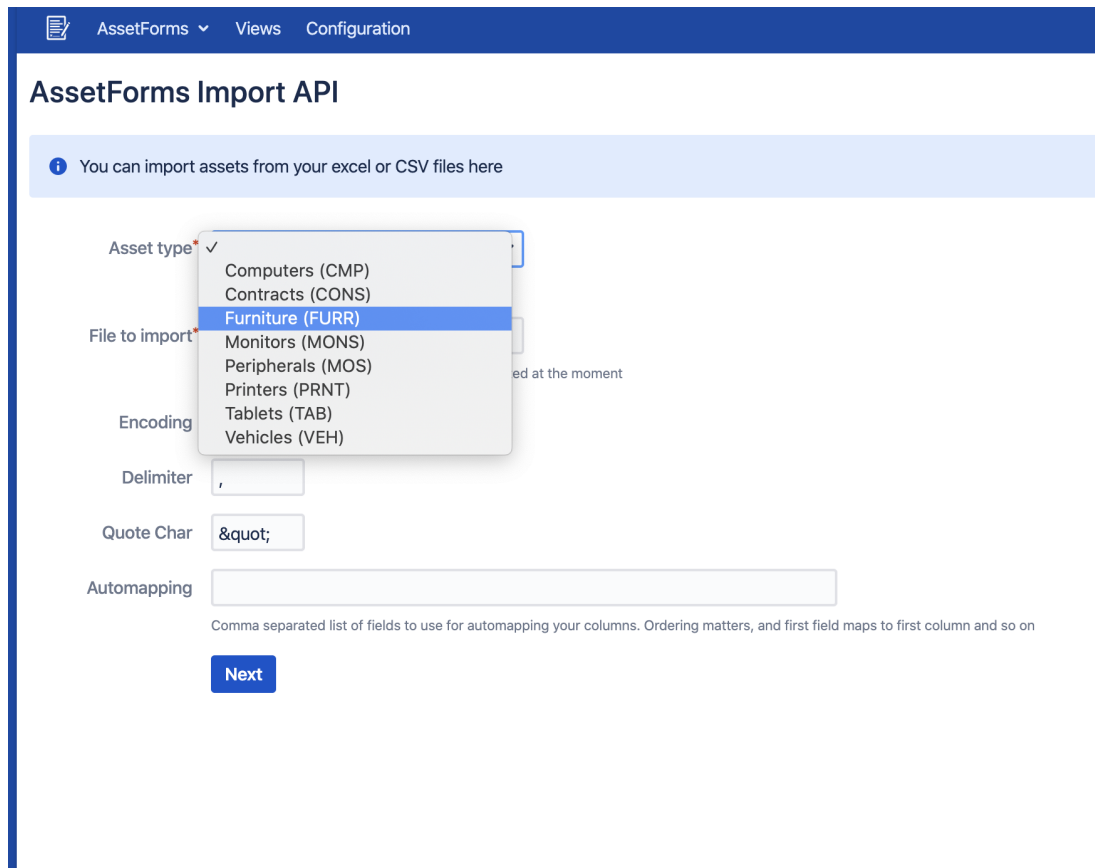 AssetForms Views Configuration
AssetForms Import API
You can import assets from your excel or CSV files here
Asset type*
Computers (CMP)
Contracts (CONS)
Furniture (FURR)
File to import*
Monitors (MONS)
Peripherals (MOS)
ed at the moment
Printers (PRNT)
Tablets (TAB)
Encoding
Vehicles (VEH)
Delimiter ,
Quote Char &quot;
Automapping
Comma separated list of fields to use for automapping your columns. Ordering matters, and first field maps to first column and so on
Next